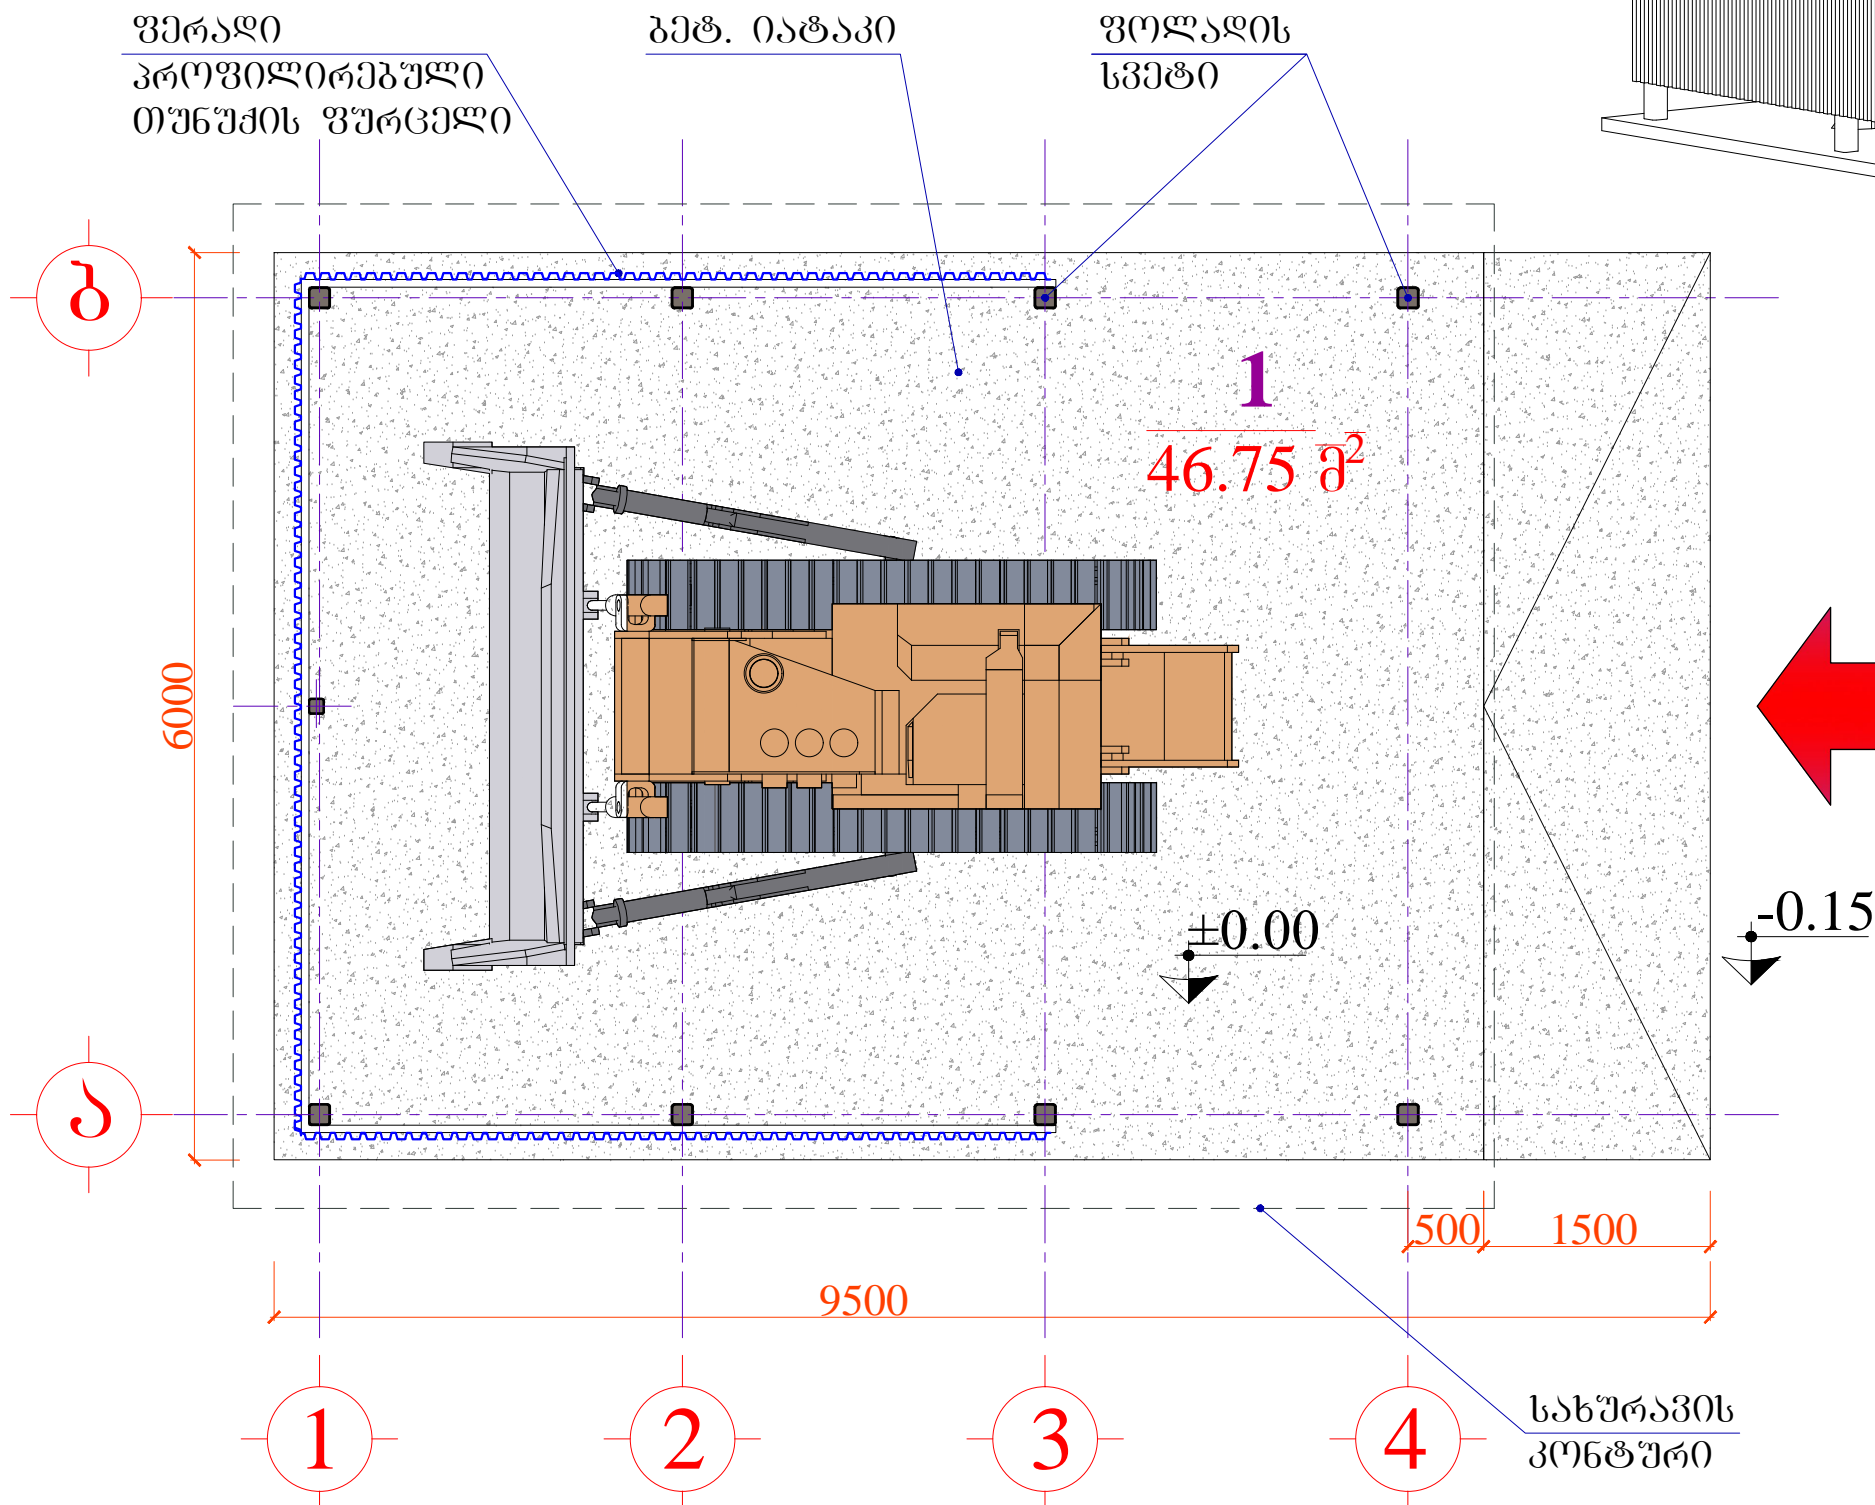 ფერადი
პროფილირებული
თუნუქის ფურცელი
ბეტ. იატაკი
ფოლადის
სვეტი
ბ
1
46.75 მ²
6000
±0.00
-0.15
ა
500
1500
9500
1
2
3
4
სახურავის
კონტური